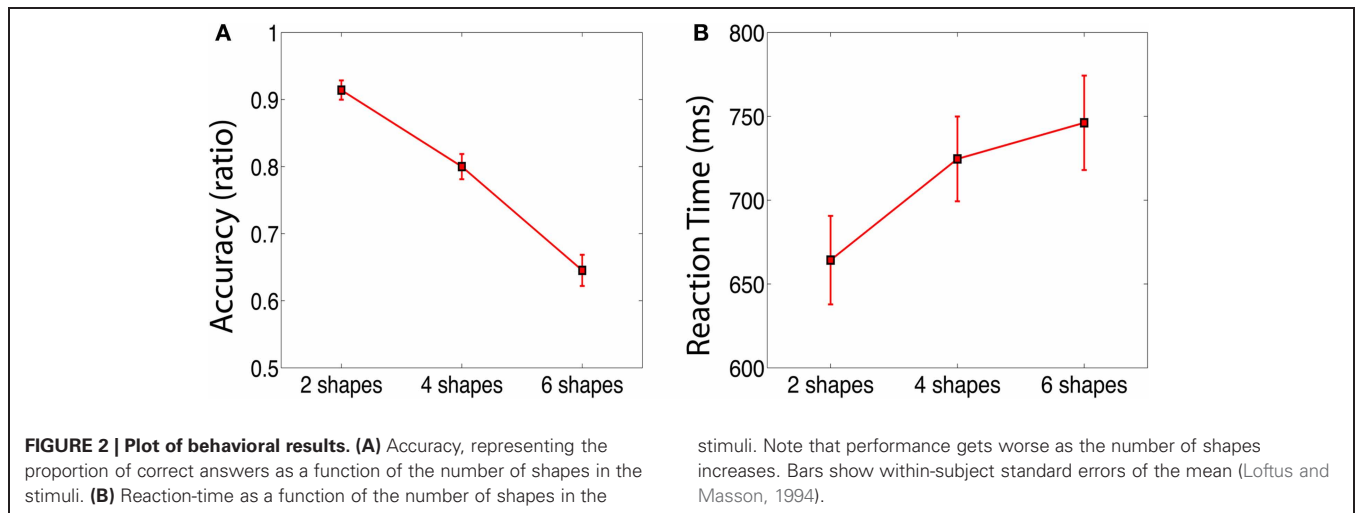 A
1
0.9
0.8
0.7
0.6
0.5
Accuracy (ratio)
2 shapes 4 shapes 6 shapes
B
800
750
700
650
600
Reaction Time (ms)
2 shapes 4 shapes 6 shapes
FIGURE 2 | Plot of behavioral results. (A) Accuracy, representing the
proportion of correct answers as a function of the number of shapes in the
stimuli. (B) Reaction-time as a function of the number of shapes in the
stimuli. Note that performance gets worse as the number of shapes
increases. Bars show within-subject standard errors of the mean (Loftus and
Masson, 1994).